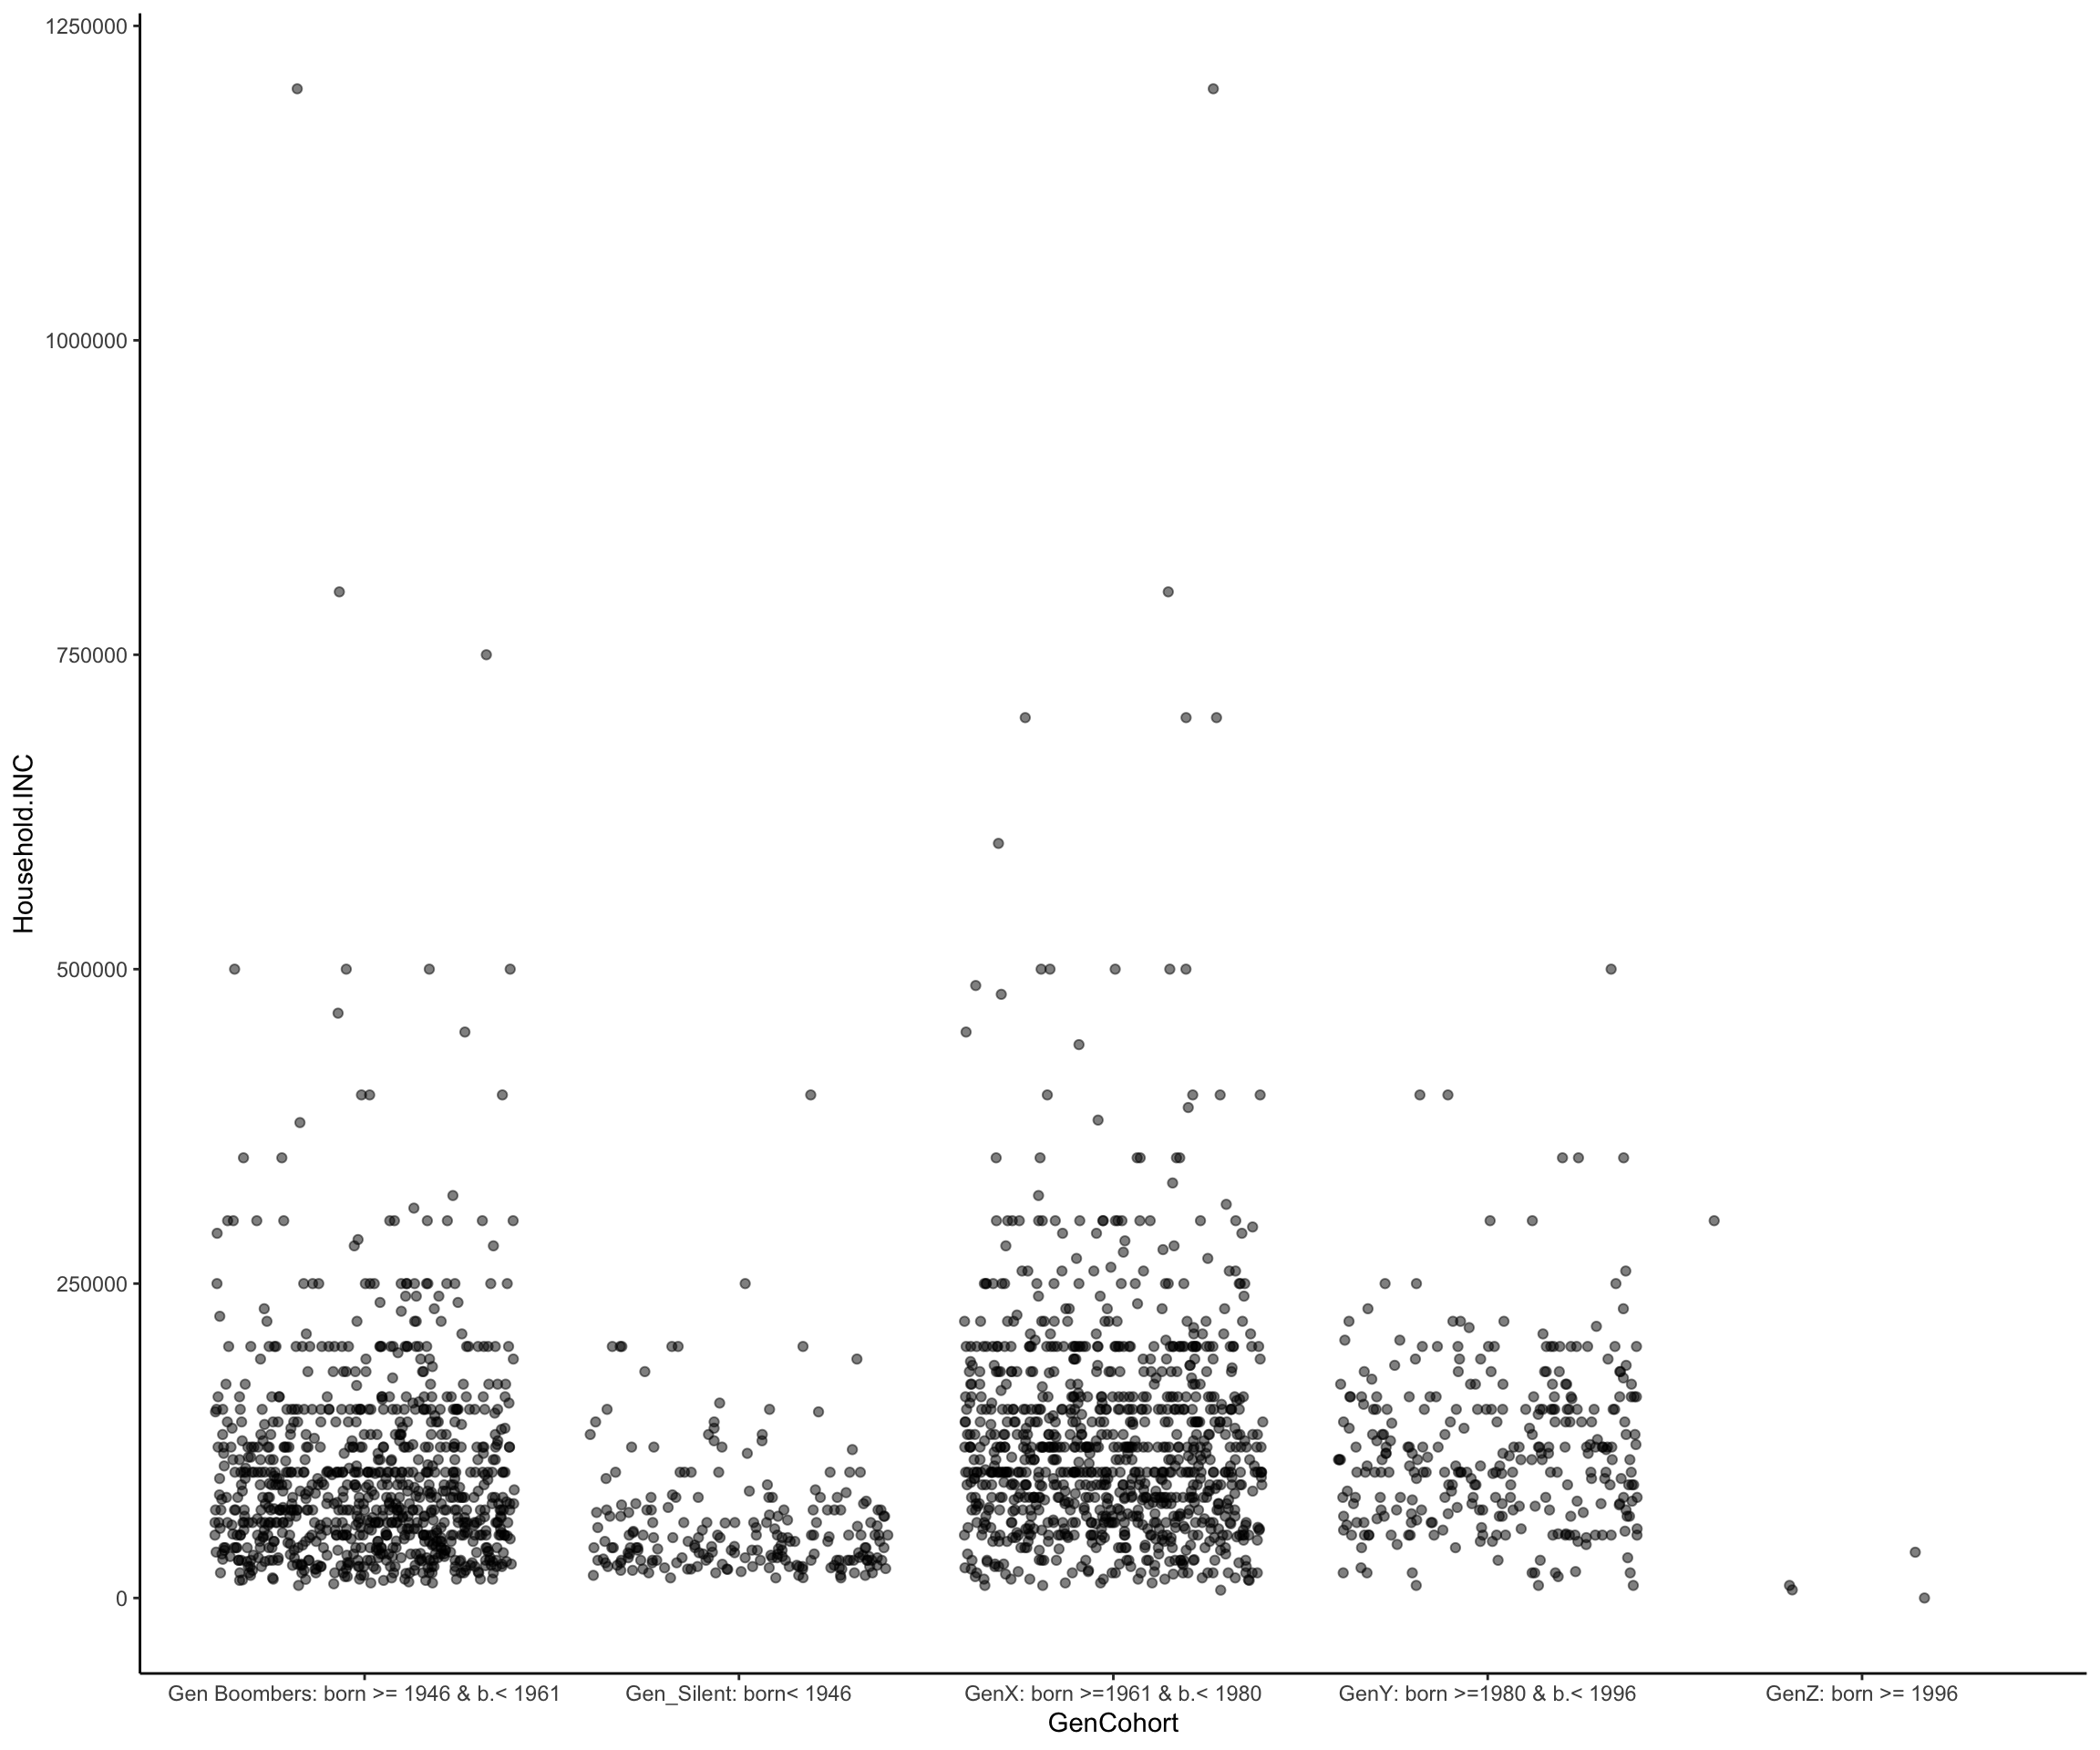 1250000
1000000
750000
500000
250000
0
Household.INC
Gen Boombers: born >= 1946 & b.< 1961
Gen_Silent: born< 1946
GenX: born >=1961 & b.< 1980
GenY: born >=1980 & b.< 1996
GenZ: born >= 1996
GenCohort